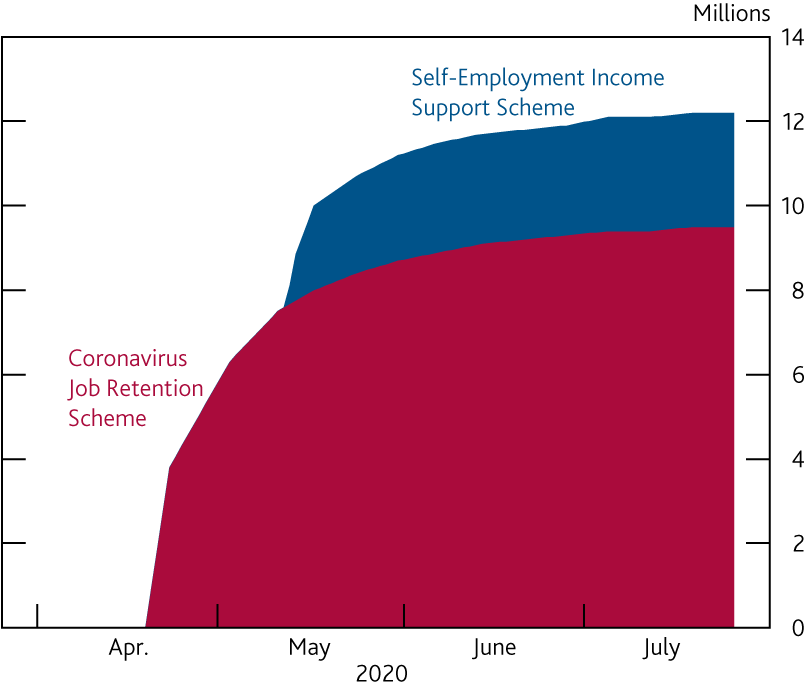 Millions
14
Self-Employment Income
Support Scheme
12
10
8
Coronavirus
Job Retention
Scheme
6
4
2
0
Apr.
May
June
July
2020